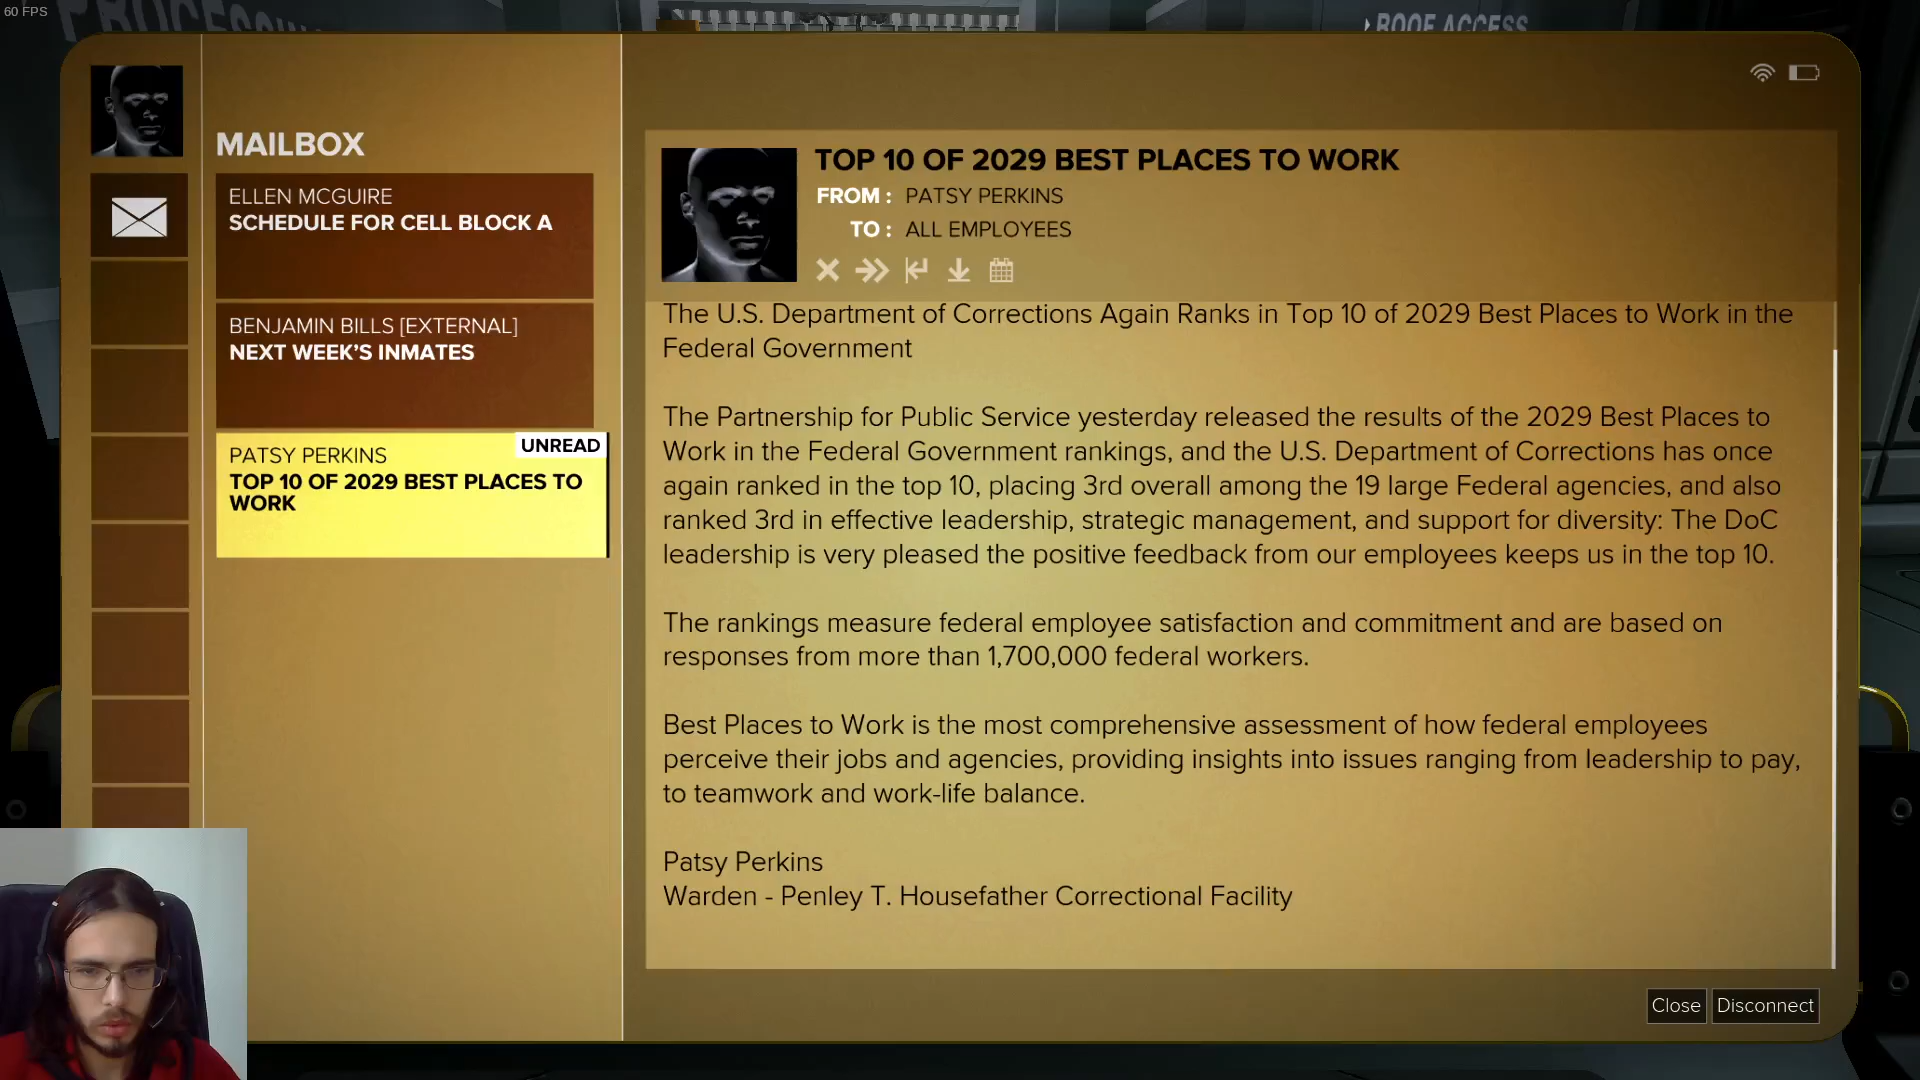 60 FPS
PROCESSING
ROOF ACCESS
MAILBOX
ELLEN MCGUIRE
SCHEDULE FOR CELL BLOCK A
BENJAMIN BILLS [EXTERNAL]
NEXT WEEK'S INMATES
UNREAD
PATSY PERKINS
TOP 10 OF 2029 BEST PLACES TO
WORK
TOP 10 OF 2029 BEST PLACES TO WORK
FROM : PATSY PERKINS
TO : ALL EMPLOYEES
The U.S. Department of Corrections Again Ranks in Top 10 of 2029 Best Places to Work in the
Federal Government
The Partnership for Public Service yesterday released the results of the 2029 Best Places to
Work in the Federal Government rankings, and the U.S. Department of Corrections has once
again ranked in the top 10, placing 3rd overall among the 19 large Federal agencies, and also
ranked 3rd in effective leadership, strategic management, and support for diversity: The DoC
leadership is very pleased the positive feedback from our employees keeps us in the top 10.
The rankings measure federal employee satisfaction and commitment and are based on
responses from more than 1,700,000 federal workers.
Best Places to Work is the most comprehensive assessment of how federal employees
perceive their jobs and agencies, providing insights into issues ranging from leadership to pay,
to teamwork and work-life balance.
Patsy Perkins
Warden - Penley T. Housefather Correctional Facility
Close Disconnect